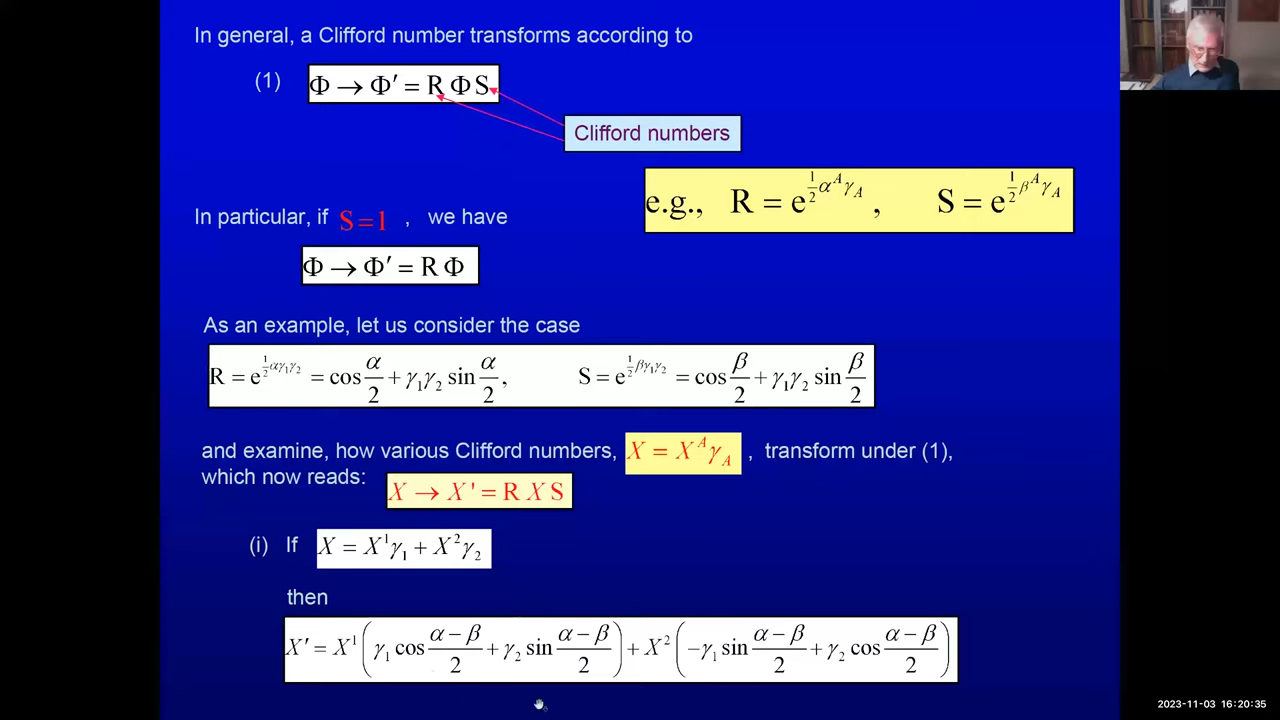 In general, a Clifford number transforms according to
(1) Φ → Φ′ = R Φ S
Clifford numbers
e.g., R = e^{½ α^A γ_A} , S = e^{½ β^A γ_A}
In particular, if S = 1 , we have
Φ → Φ′ = R Φ
As an example, let us consider the case
R = e^{½ αγ₁γ₂} = cos α/2 + γ₁γ₂ sin α/2 , S = e^{½ βγ₁γ₂} = cos β/2 + γ₁γ₂ sin β/2
and examine, how various Clifford numbers, X = X^A γ_A , transform under (1),
which now reads: X → X' = R X S
(i) If X = X¹γ₁ + X²γ₂
then
X′ = X¹(γ₁ cos (α − β)/2 + γ₂ sin (α − β)/2) + X²(−γ₁ sin (α − β)/2 + γ₂ cos (α − β)/2)
2023-11-03 16:20:35